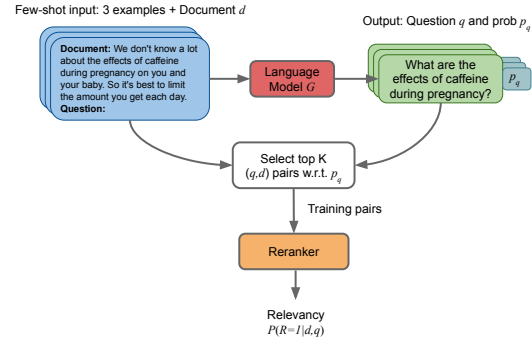 Few-shot input: 3 examples + Document d
Output: Question q and prob p_q
Document: We don't know a lot
about the effects of caffeine
during pregnancy on you and
your baby. So it's best to limit
the amount you get each day.
Question:
Language
Model G
What are the
effects of caffeine
during pregnancy?
p_q
Select top K
(q,d) pairs w.r.t. p_q
Training pairs
Reranker
Relevancy
P(R=1|d,q)